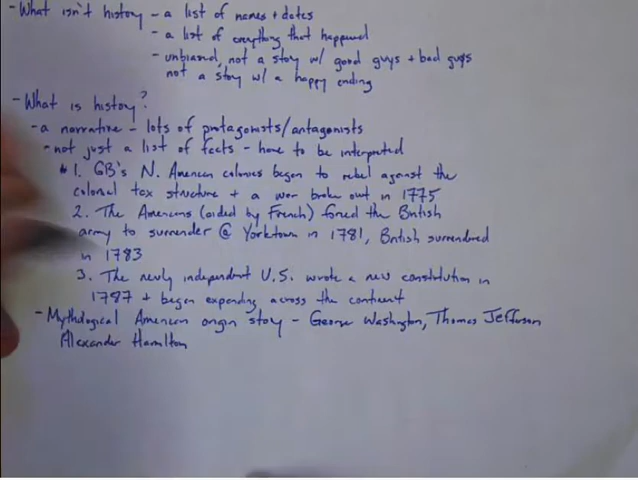 - What isn't history - a list of names + dates
- a list of everything that happened
- unbiased, not a story w/ good guys + bad guys
not a story w/ a happy ending
- What is history?
- a narrative - lots of protagonists/antagonists
- not just a list of facts - have to be interpreted
* 1. GB's N. American colonies began to rebel against the
colonial tax structure + a war broke out in 1775
2. The Americans (aided by French) forced the British
army to surrender @ Yorktown in 1781, British surrendered
in 1783
3. The newly independent U.S. wrote a new constitution in
1787 + began expanding across the continent
- Mythological American origin story - George Washington, Thomas Jefferson
Alexander Hamilton